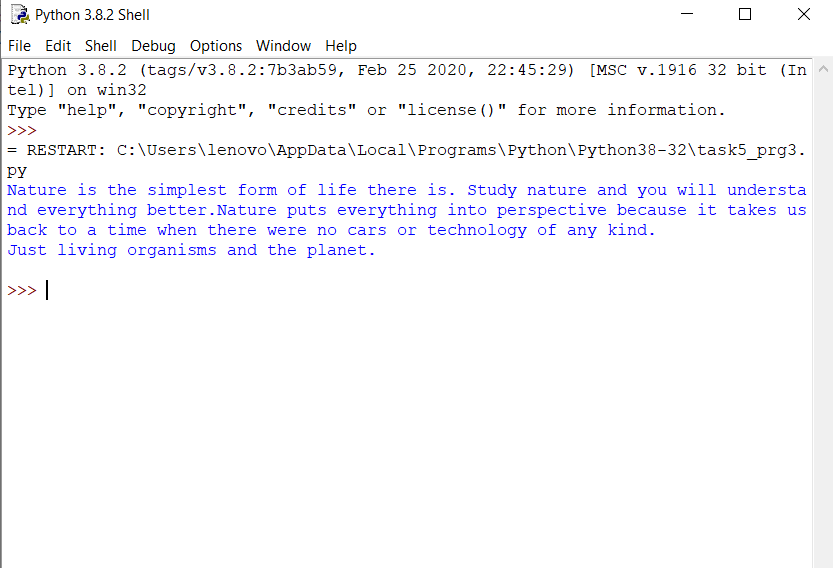 Python 3.8.2 Shell
File Edit Shell Debug Options Window Help
Python 3.8.2 (tags/v3.8.2:7b3ab59, Feb 25 2020, 22:45:29) [MSC v.1916 32 bit (In
tel)] on win32
Type "help", "copyright", "credits" or "license()" for more information.
>>>
= RESTART: C:\Users\lenovo\AppData\Local\Programs\Python\Python38-32\task5_prg3.
py
Nature is the simplest form of life there is. Study nature and you will understa
nd everything better.Nature puts everything into perspective because it takes us
back to a time when there were no cars or technology of any kind.
Just living organisms and the planet.
>>>